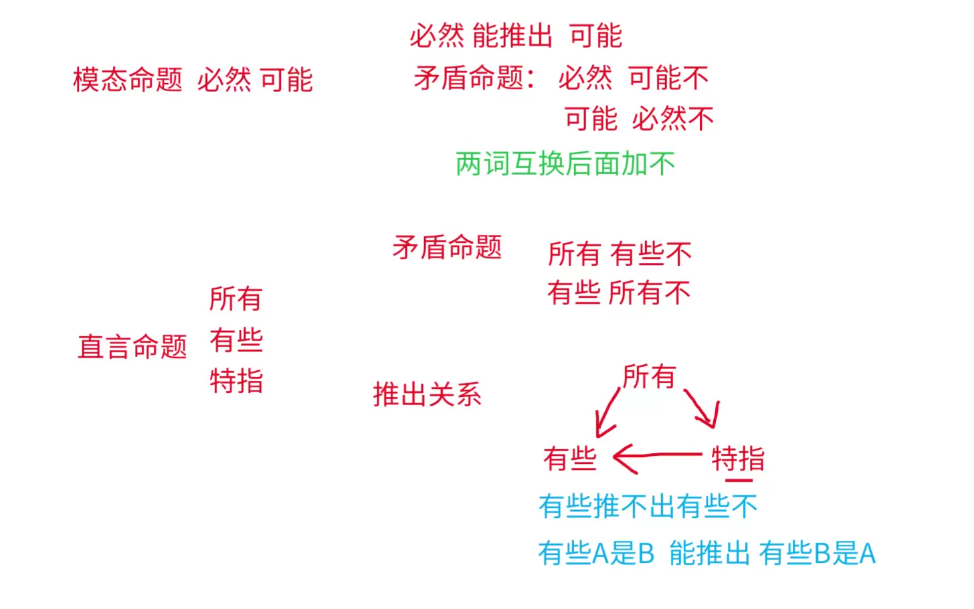 必然 能推出 可能
模态命题 必然 可能
矛盾命题： 必然 可能不
可能 必然不
两词互换后面加不
矛盾命题
所有 有些不
有些 所有不
直言命题
所有
有些
特指
推出关系
所有
有些
特指
有些推不出有些不
有些A是B 能推出 有些B是A